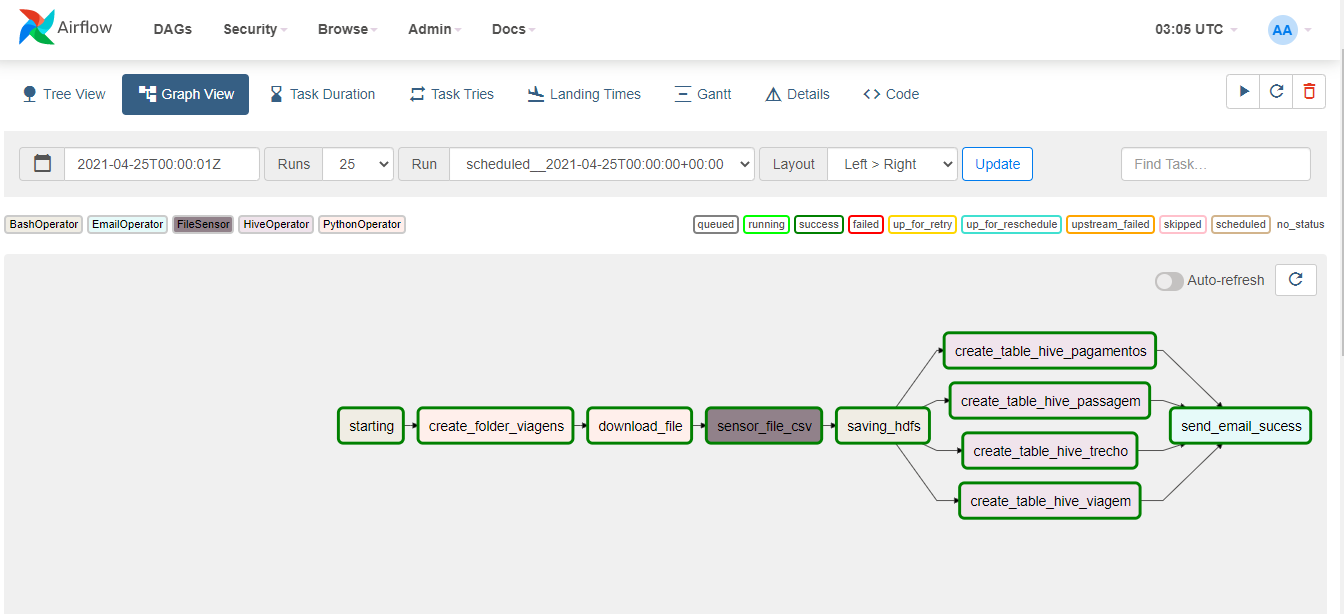 Airflow DAGs Security Browse Admin Docs 03:05 UTC AA
Tree View Graph View Task Duration Task Tries Landing Times Gantt Details Code
2021-04-25T00:00:01Z Runs 25 Run scheduled__2021-04-25T00:00:00+00:00 Layout Left > Right Update Find Task...
BashOperator EmailOperator FileSensor HiveOperator PythonOperator queued running success failed up_for_retry up_for_reschedule upstream_failed skipped scheduled no_status
Auto-refresh
create_table_hive_pagamentos
create_table_hive_passagem
starting create_folder_viagens download_file sensor_file_csv saving_hdfs send_email_sucess
create_table_hive_trecho
create_table_hive_viagem